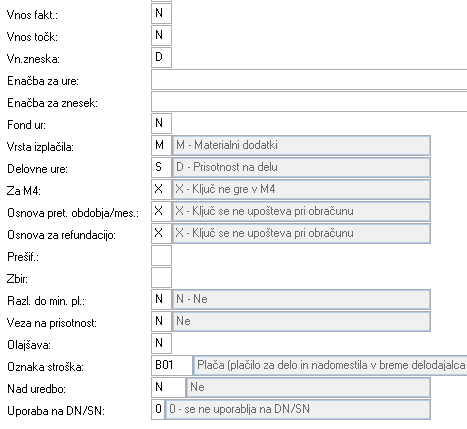 Vnos fakt.: N
Vnos točk: N
Vn.zneska: D
Enačba za ure:
Enačba za znesek:
Fond ur: N
Vrsta izplačila: M M - Materialni dodatki
Delovne ure: S D - Prisotnost na delu
Za M4: X X - Ključ ne gre v M4
Osnova pret. obdobja/mes.: X X - Ključ se ne upošteva pri obračunu
Osnova za refundacijo: X X - Ključ se ne upošteva pri obračunu
Prešif.:
Zbir:
Razl. do min. pl.: N N - Ne
Veza na prisotnost: N Ne
Olajšava: N
Oznaka stroška: B01 Plača (plačilo za delo in nadomestila v breme delodajalca
Nad uredbo: N Ne
Uporaba na DN/SN: 0 0 - se ne uporablja na DN/SN